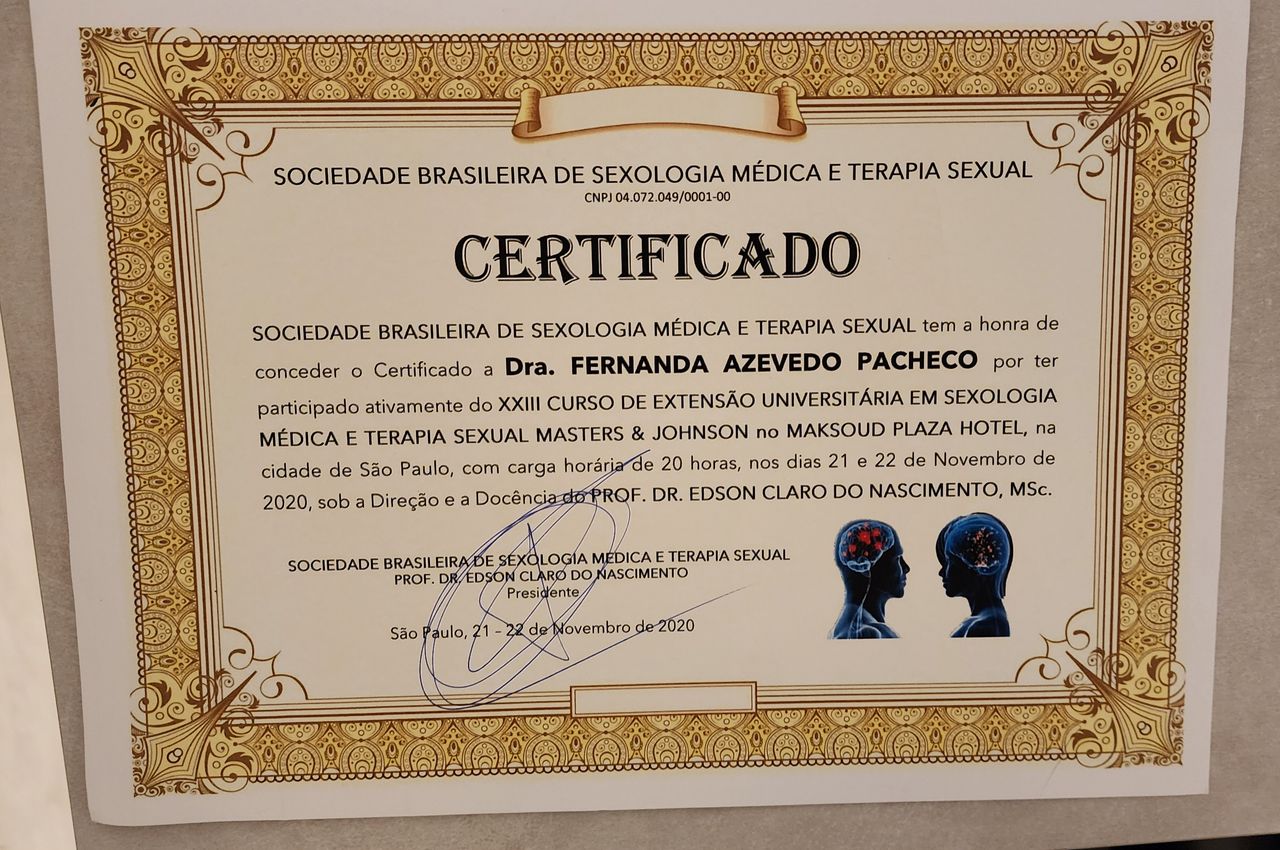 SOCIEDADE BRASILEIRA DE SEXOLOGIA MÉDICA E TERAPIA SEXUAL
CNPJ 04.072.049/0001-00
CERTIFICADO
SOCIEDADE BRASILEIRA DE SEXOLOGIA MÉDICA E TERAPIA SEXUAL tem a honra de
conceder o Certificado a Dra. FERNANDA AZEVEDO PACHECO por ter
participado ativamente do XXIII CURSO DE EXTENSÃO UNIVERSITÁRIA EM SEXOLOGIA
MÉDICA E TERAPIA SEXUAL MASTERS & JOHNSON no MAKSOUD PLAZA HOTEL, na
cidade de São Paulo, com carga horária de 20 horas, nos dias 21 e 22 de Novembro de
2020, sob a Direção e a Docência do PROF. DR. EDSON CLARO DO NASCIMENTO, MSc.
SOCIEDADE BRASILEIRA DE SEXOLOGIA MÉDICA E TERAPIA SEXUAL
PROF. DR. EDSON CLARO DO NASCIMENTO
Presidente
São Paulo, 21 – 22 de Novembro de 2020